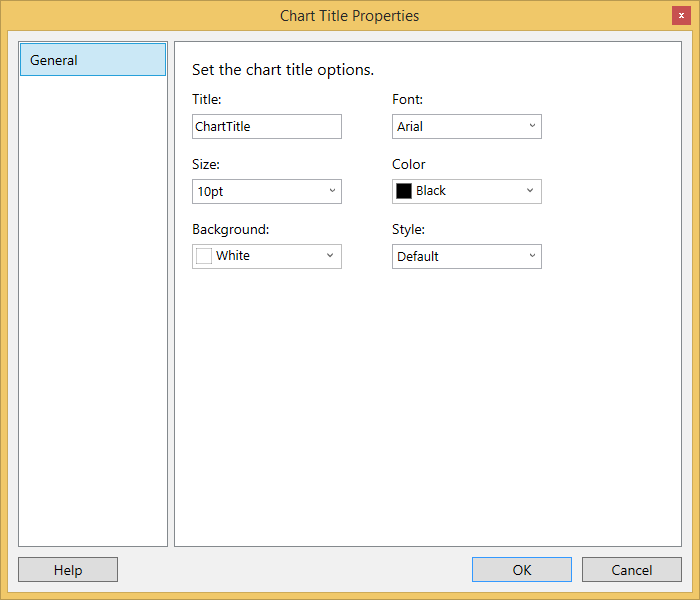 Chart Title Properties
x
General
Set the chart title options.
Title: Font:
ChartTitle Arial
Size: Color
10pt Black
Background: Style:
White Default
Help OK Cancel